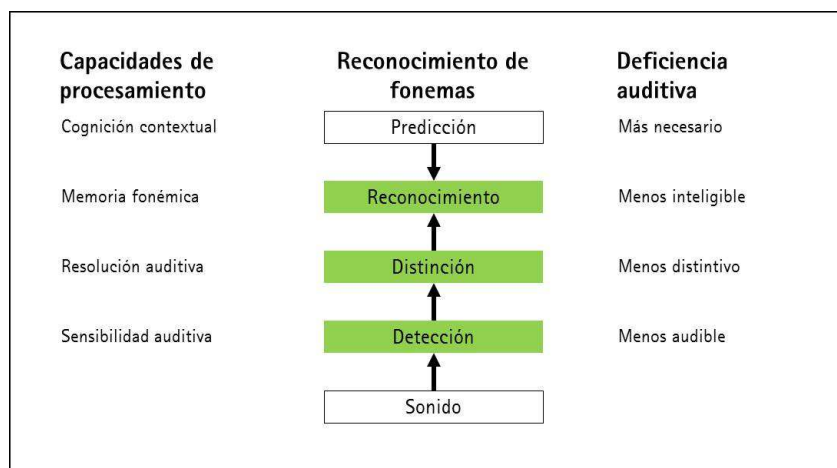 Capacidades de procesamiento
Reconocimiento de fonemas
Deficiencia auditiva
Cognición contextual
Predicción
Más necesario
Memoria fonémica
Reconocimiento
Menos inteligible
Resolución auditiva
Distinción
Menos distintivo
Sensibilidad auditiva
Detección
Menos audible
Sonido